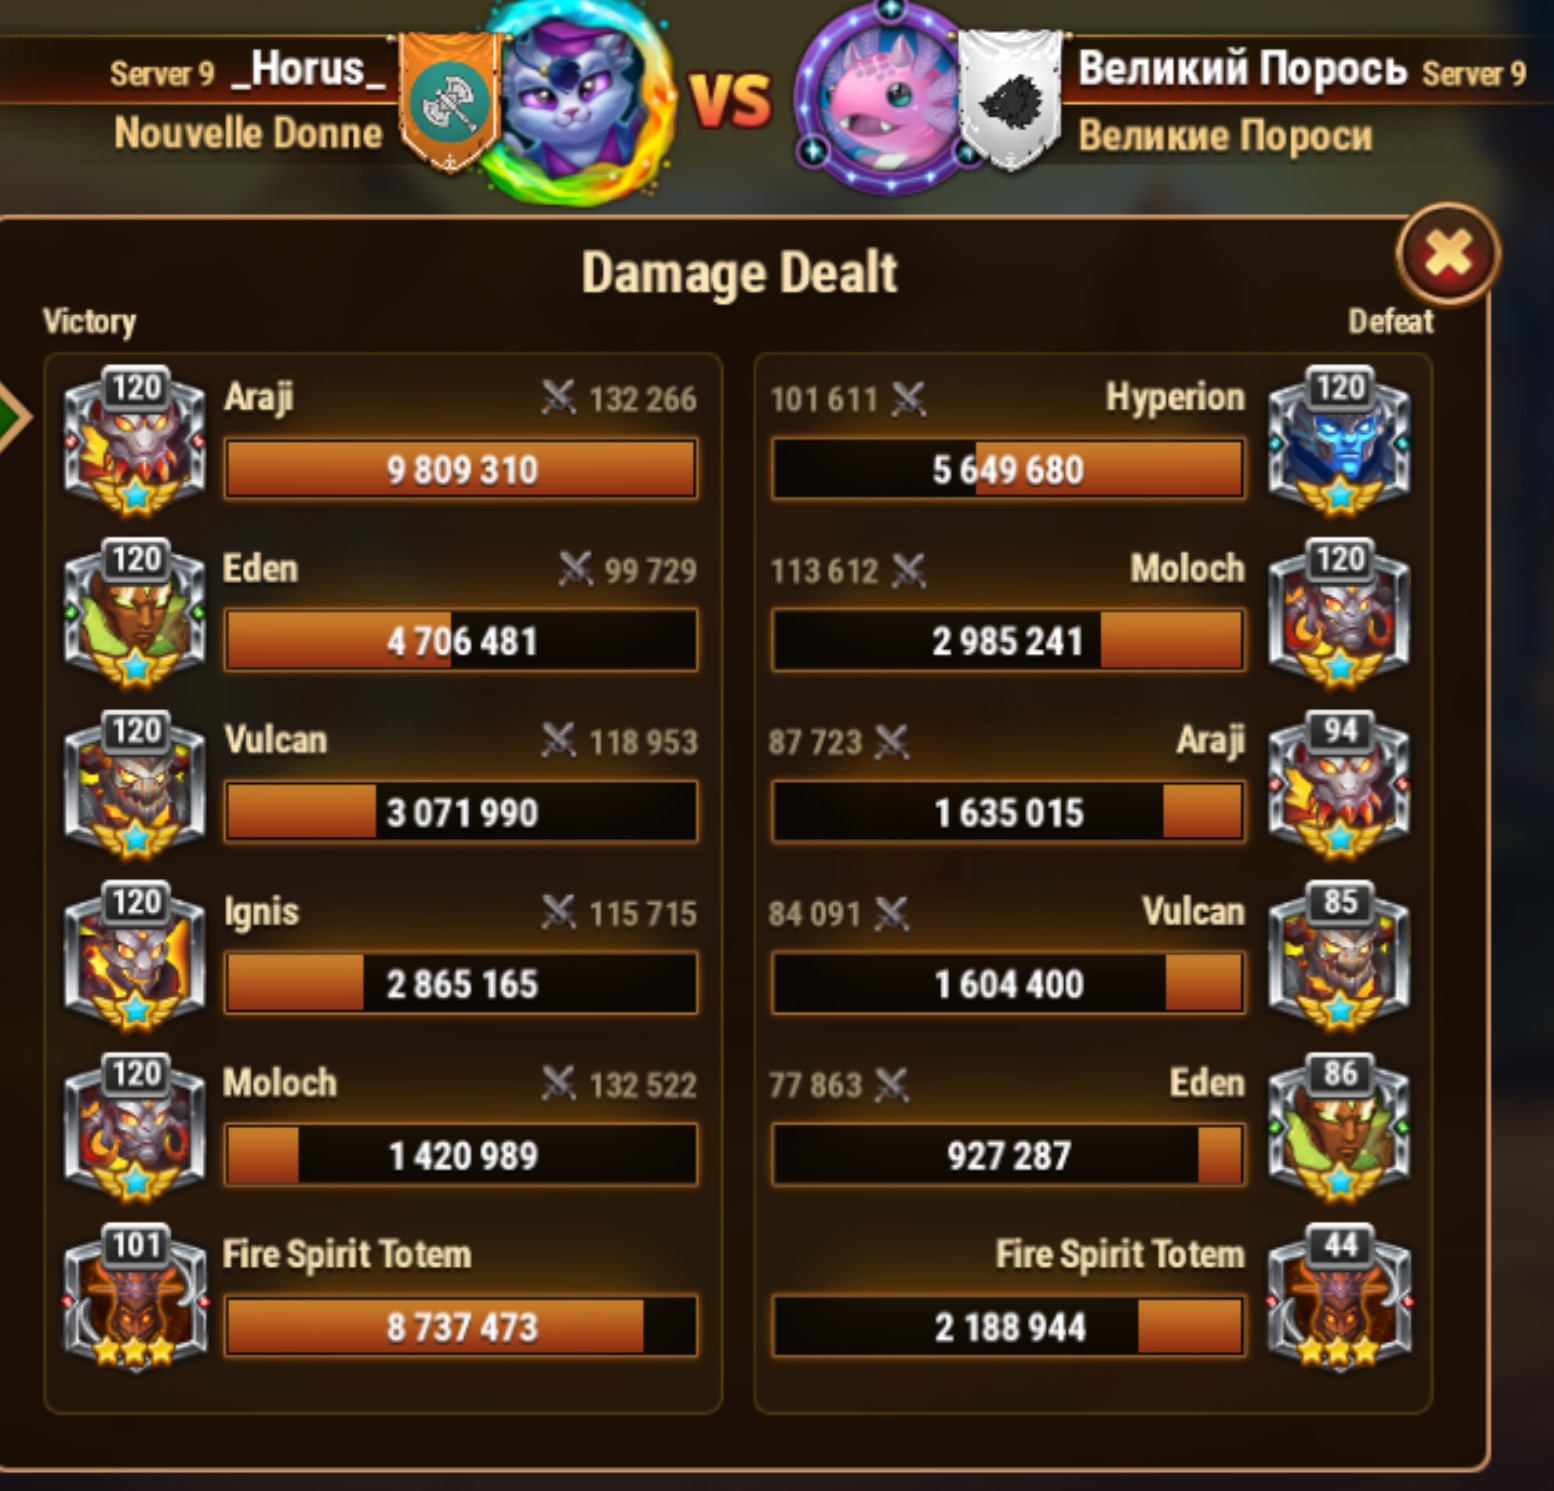 Server 9 _Horus_
Nouvelle Donne
VS
Великий Порось Server 9
Великие Пороси
Damage Dealt
Victory
Defeat
120 Araji 132 266
9 809 310
120 Eden 99 729
4 706 481
120 Vulcan 118 953
3 071 990
120 Ignis 115 715
2 865 165
120 Moloch 132 522
1 420 989
101 Fire Spirit Totem
8 737 473
101 611 Hyperion 120
5 649 680
113 612 Moloch 120
2 985 241
87 723 Araji 94
1 635 015
84 091 Vulcan 85
1 604 400
77 863 Eden 86
927 287
Fire Spirit Totem 44
2 188 944